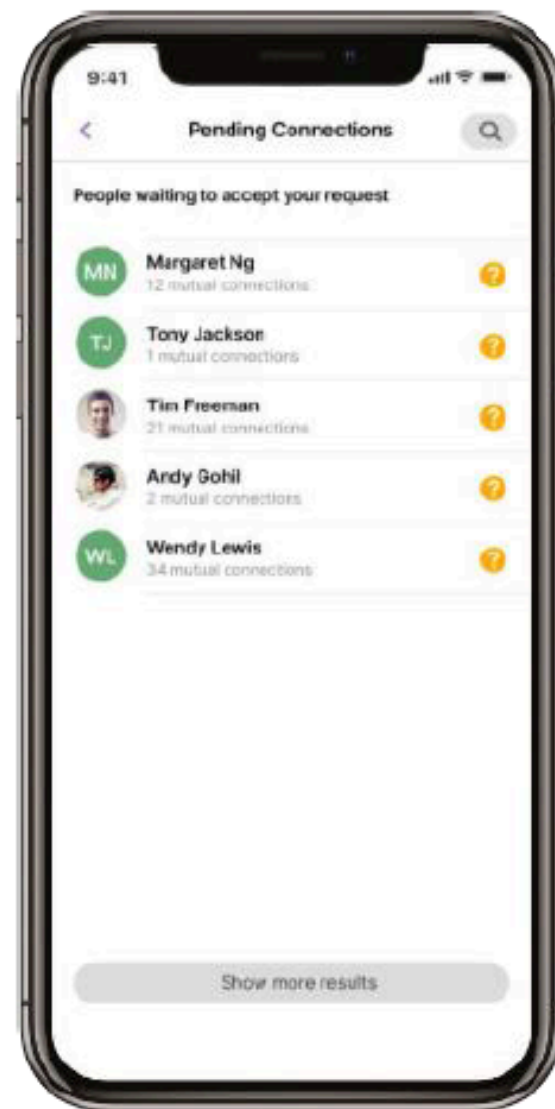 9:41
Pending Connections
People waiting to accept your request
MN
Margaret Ng
12 mutual connections
?
TJ
Tony Jackson
1 mutual connections
?
Tim Freeman
21 mutual connections
?
Andy Gohil
2 mutual connections
?
WL
Wendy Lewis
34 mutual connections
?
Show more results